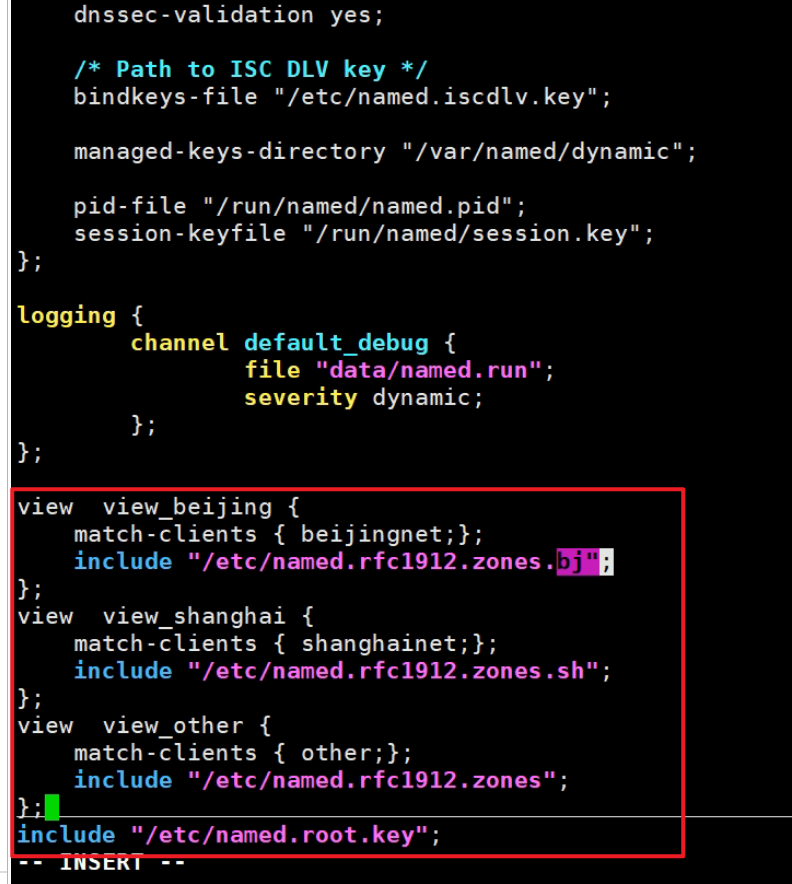 dnssec-validation yes;
/* Path to ISC DLV key */
bindkeys-file "/etc/named.iscdlv.key";
managed-keys-directory "/var/named/dynamic";
pid-file "/run/named/named.pid";
session-keyfile "/run/named/session.key";
};
logging {
channel default_debug {
file "data/named.run";
severity dynamic;
};
};
view  view_beijing {
match-clients { beijingnet;};
include "/etc/named.rfc1912.zones.bj";
};
view  view_shanghai {
match-clients { shanghainet;};
include "/etc/named.rfc1912.zones.sh";
};
view  view_other {
match-clients { other;};
include "/etc/named.rfc1912.zones";
};
include "/etc/named.root.key";
-- INSERT --